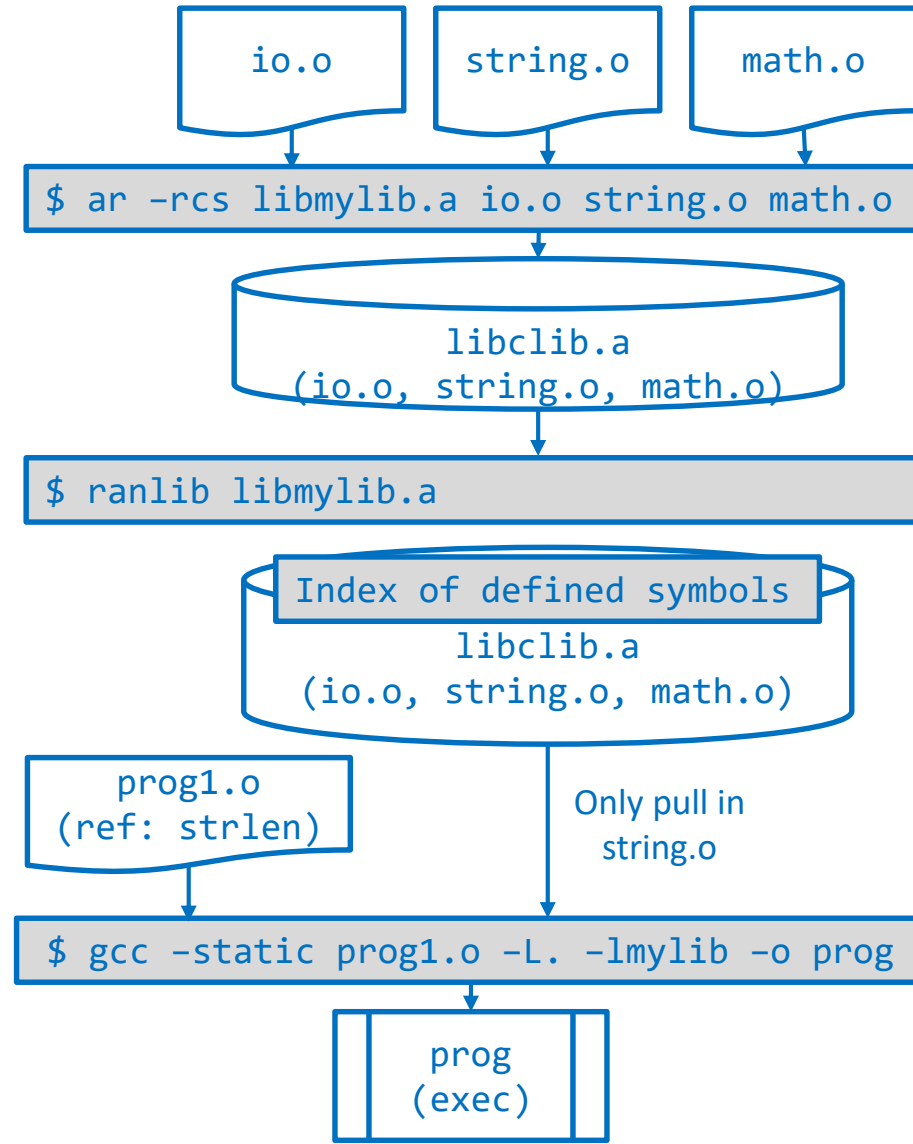 io.o
string.o
math.o
$ ar –rcs libmylib.a io.o string.o math.o
libclib.a
(io.o, string.o, math.o)
$ ranlib libmylib.a
Index of defined symbols
libclib.a
(io.o, string.o, math.o)
prog1.o
(ref: strlen)
Only pull in
string.o
$ gcc –static prog1.o –L. –lmylib –o prog
prog
(exec)